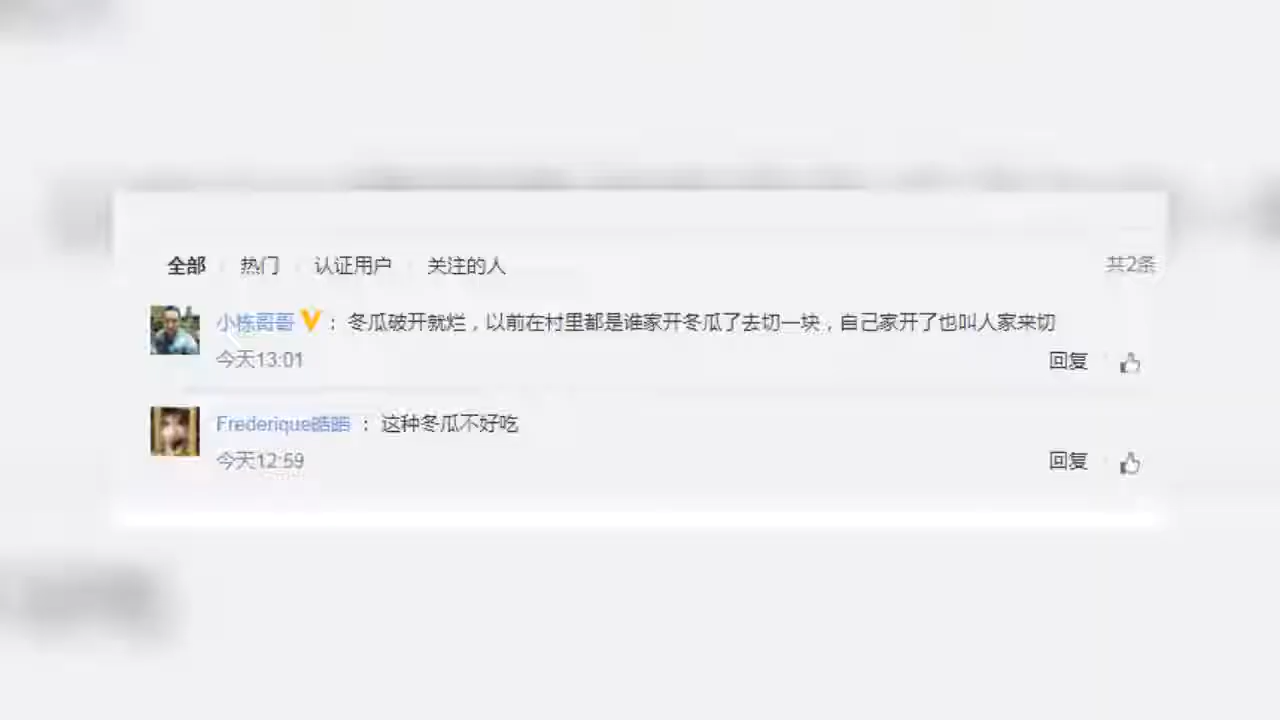 全部 热门 认证用户 关注的人 共2条
小栋哥哥 : 冬瓜破开就烂，以前在村里都是谁家开冬瓜了去切一块，自己家开了也叫人家来切
今天13:01 回复
Frederique皓皓 : 这种冬瓜不好吃
今天12:59 回复